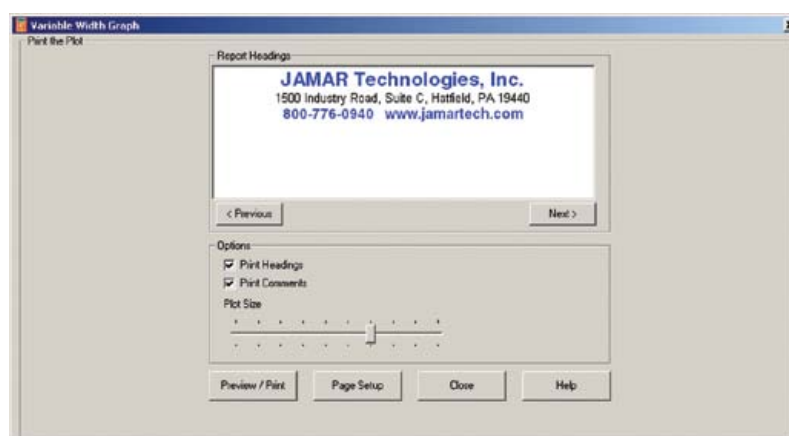 Variable Width Graph
Print the Plot
Report Headings
JAMAR Technologies, Inc.
1500 Industry Road, Suite C, Hatfield, PA 19440
800-776-0940 www.jamartech.com
< Previous
Next >
Options
Print Headings
Print Comments
Plot Size
Preview / Print
Page Setup
Close
Help